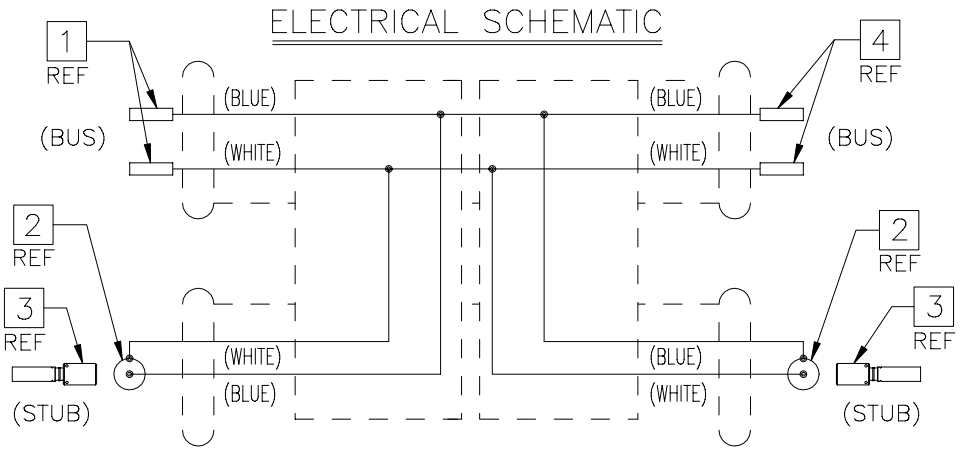 ELECTRICAL SCHEMATIC
1
REF
4
REF
(BLUE)
(BLUE)
(BUS)
(BUS)
(WHITE)
(WHITE)
2
REF
2
REF
3
REF
3
REF
(WHITE)
(BLUE)
(BLUE)
(WHITE)
(STUB)
(STUB)